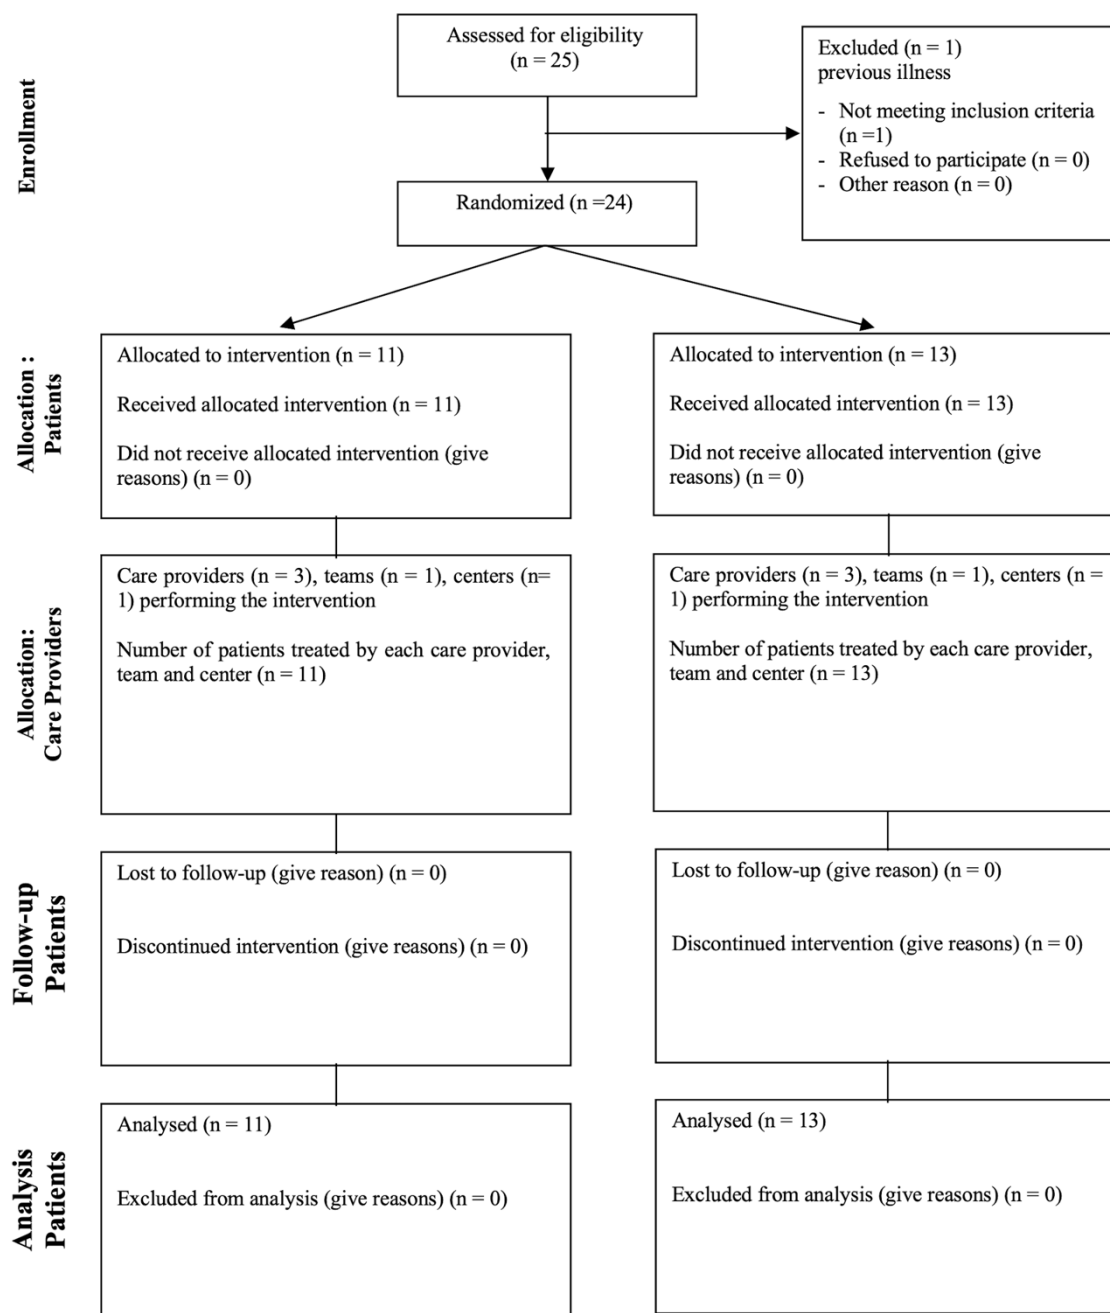 Assessed for eligibility
(n = 25)
Excluded (n = 1)
previous illness
- Not meeting inclusion criteria
(n =1)
- Refused to participate (n = 0)
- Other reason (n = 0)
Enrollment
Randomized (n =24)
Allocation :
Patients
Allocated to intervention (n = 11)
Received allocated intervention (n = 11)
Did not receive allocated intervention (give
reasons) (n = 0)
Allocated to intervention (n = 13)
Received allocated intervention (n = 13)
Did not receive allocated intervention (give
reasons) (n = 0)
Allocation:
Care Providers
Care providers (n = 3), teams (n = 1), centers (n=
1) performing the intervention
Number of patients treated by each care provider,
team and center (n = 11)
Care providers (n = 3), teams (n = 1), centers (n =
1) performing the intervention
Number of patients treated by each care provider,
team and center (n = 13)
Follow-up
Patients
Lost to follow-up (give reason) (n = 0)
Discontinued intervention (give reasons) (n = 0)
Lost to follow-up (give reason) (n = 0)
Discontinued intervention (give reasons) (n = 0)
Analysis
Patients
Analysed (n = 11)
Excluded from analysis (give reasons) (n = 0)
Analysed (n = 13)
Excluded from analysis (give reasons) (n = 0)